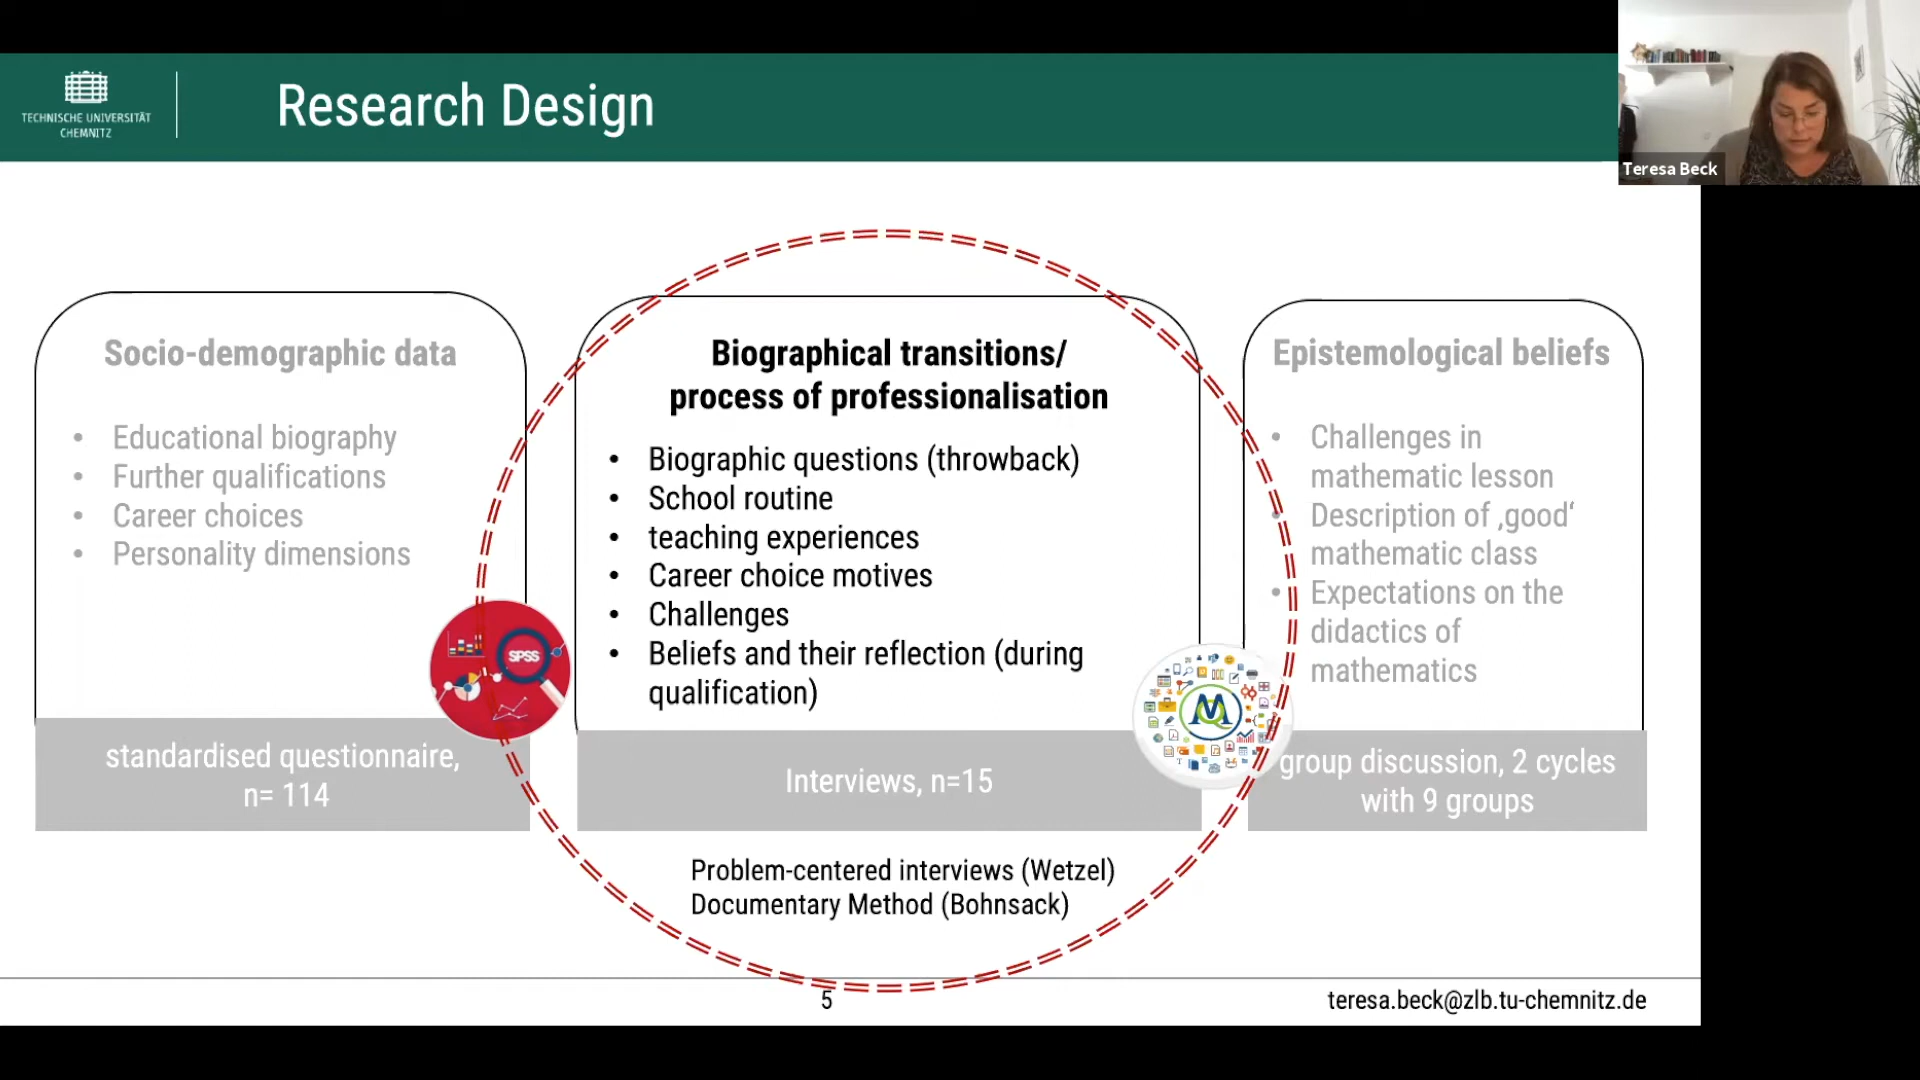 TECHNISCHE UNIVERSITÄT
CHEMNITZ
Research Design
Teresa Beck
Socio-demographic data
• Educational biography
• Further qualifications
• Career choices
• Personality dimensions
SPSS
standardised questionnaire,
n= 114
Biographical transitions/
process of professionalisation
• Biographic questions (throwback)
• School routine
• teaching experiences
• Career choice motives
• Challenges
• Beliefs and their reflection (during
qualification)
Interviews, n=15
Problem-centered interviews (Wetzel)
Documentary Method (Bohnsack)
Epistemological beliefs
• Challenges in
mathematic lesson
• Description of ‚good‘
mathematic class
• Expectations on the
didactics of
mathematics
group discussion, 2 cycles
with 9 groups
5
teresa.beck@zlb.tu-chemnitz.de